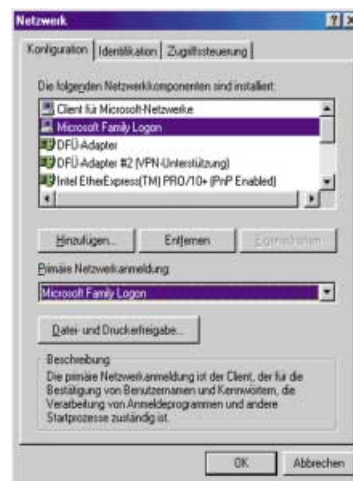 Netzwerk
Konfiguration Identifikation Zugriffssteuerung
Die folgenden Netzwerkkomponenten sind installiert:
Client für Microsoft-Netzwerke
Microsoft Family Logon
DFÜ-Adapter
DFÜ-Adapter #2 (VPN-Unterstützung)
Intel EtherExpress(TM) PRO/10+ (PnP Enabled)
Hinzufügen... Entfernen Eigenschaften
Primäre Netzwerkanmeldung:
Microsoft Family Logon
Datei- und Druckerfreigabe...
Beschreibung
Die primäre Netzwerkanmeldung ist der Client, der für die
Bestätigung von Benutzernamen und Kennwörtern, die
Verarbeitung von Anmeldeprogrammen und andere
Startprozesse zuständig ist.
OK Abbrechen